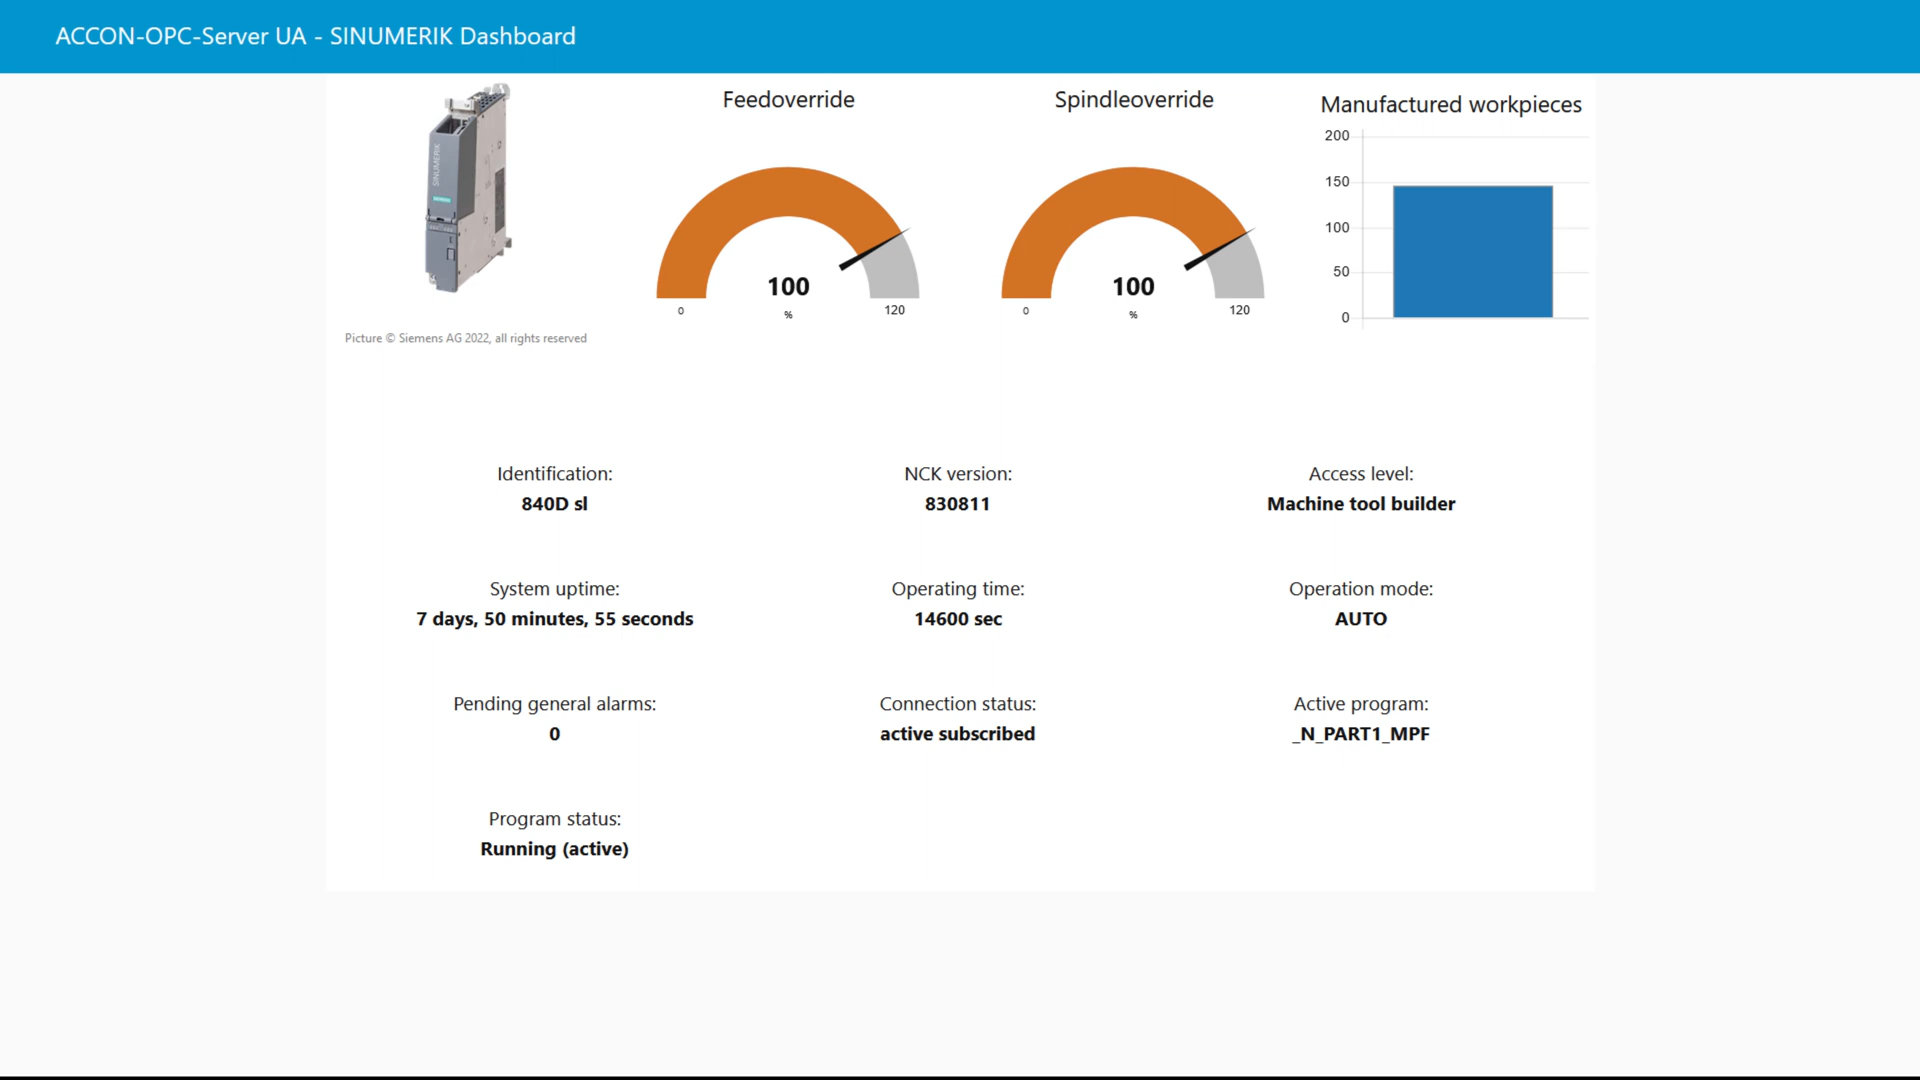 ACCON-OPC-Server UA - SINUMERIK Dashboard
SINUMERIK
Picture © Siemens AG 2022, all rights reserved
Feedoverride
100
%
0
120
Spindleoverride
100
%
0
120
Manufactured workpieces
200
150
100
50
0
Identification:
840D sl
NCK version:
830811
Access level:
Machine tool builder
System uptime:
7 days, 50 minutes, 55 seconds
Operating time:
14600 sec
Operation mode:
AUTO
Pending general alarms:
0
Connection status:
active subscribed
Active program:
_N_PART1_MPF
Program status:
Running (active)